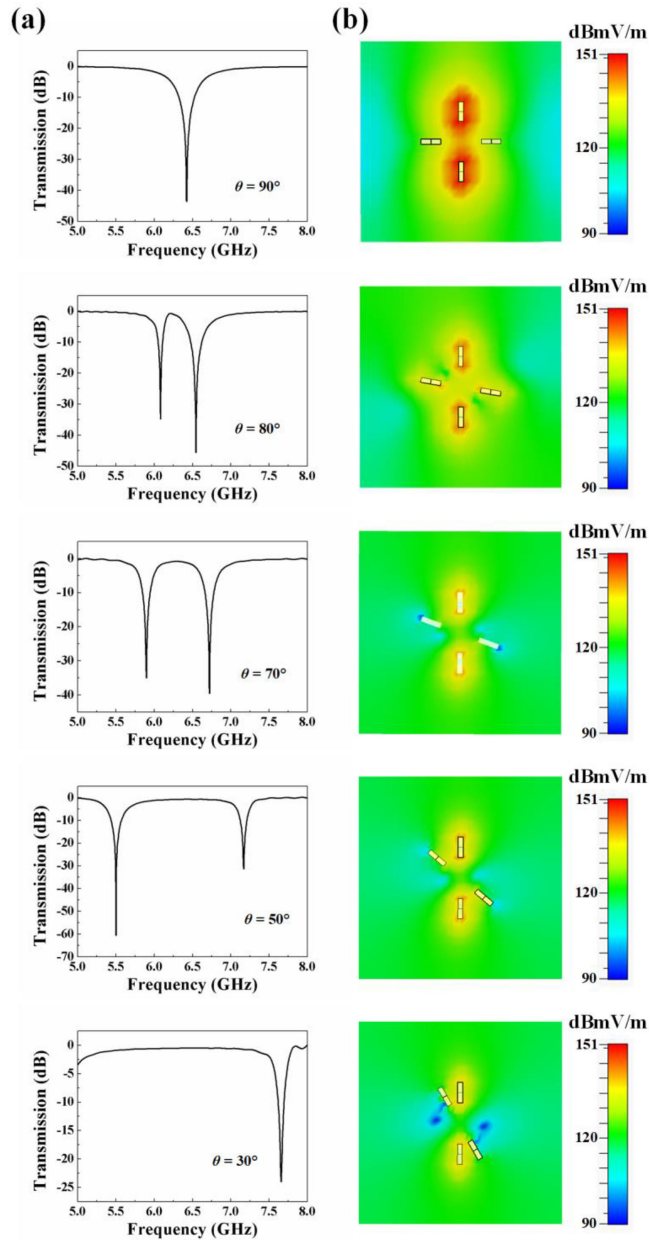 (a)
(b)
0
-10
-20
-30
-40
-50
Transmission (dB)
θ = 90°
5.0 5.5 6.0 6.5 7.0 7.5 8.0
Frequency (GHz)
dBmV/m
151
120
90
0
-10
-20
-30
-40
-50
Transmission (dB)
θ = 80°
5.0 5.5 6.0 6.5 7.0 7.5 8.0
Frequency (GHz)
dBmV/m
151
120
90
0
-10
-20
-30
-40
Transmission (dB)
θ = 70°
5.0 5.5 6.0 6.5 7.0 7.5 8.0
Frequency (GHz)
dBmV/m
151
120
90
0
-10
-20
-30
-40
-50
-60
-70
Transmission (dB)
θ = 50°
5.0 5.5 6.0 6.5 7.0 7.5 8.0
Frequency (GHz)
dBmV/m
151
120
90
0
-5
-10
-15
-20
-25
Transmission (dB)
θ = 30°
5.0 5.5 6.0 6.5 7.0 7.5 8.0
Frequency (GHz)
dBmV/m
151
120
90